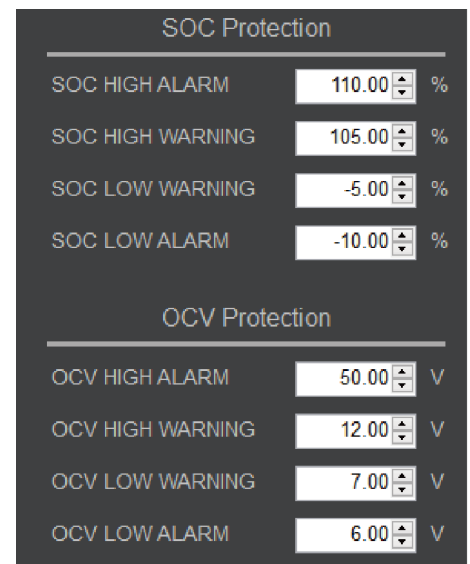 SOC Protection
SOC HIGH ALARM 110.00 %
SOC HIGH WARNING 105.00 %
SOC LOW WARNING -5.00 %
SOC LOW ALARM -10.00 %
OCV Protection
OCV HIGH ALARM 50.00 V
OCV HIGH WARNING 12.00 V
OCV LOW WARNING 7.00 V
OCV LOW ALARM 6.00 V